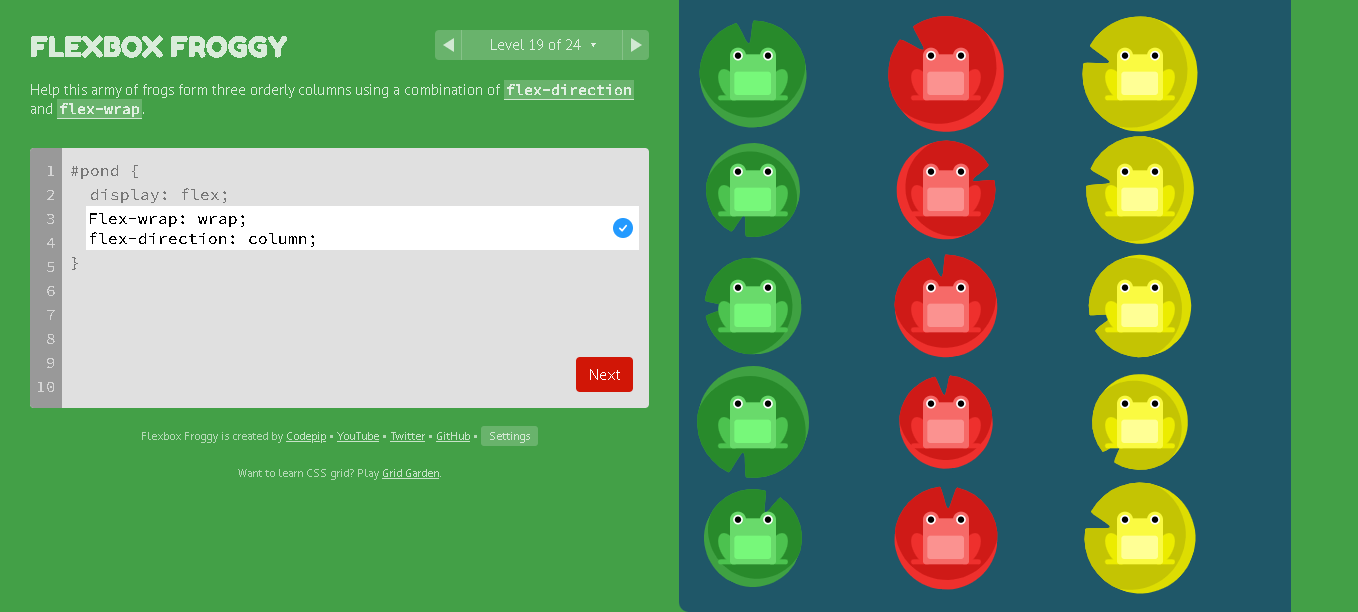 FLEXBOX FROGGY
Level 19 of 24
Help this army of frogs form three orderly columns using a combination of flex-direction
and flex-wrap.
1 #pond {
2 display: flex;
3 Flex-wrap: wrap;
4 flex-direction: column;
5 }
6
7
8
9
10
Next
Flexbox Froggy is created by Codepip • YouTube • Twitter • GitHub • Settings
Want to learn CSS grid? Play Grid Garden.